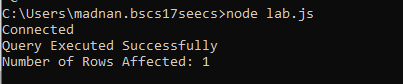 C:\Users\madnan.bscs17seecs>node lab.js
Connected
Query Executed Successfully
Number of Rows Affected: 1